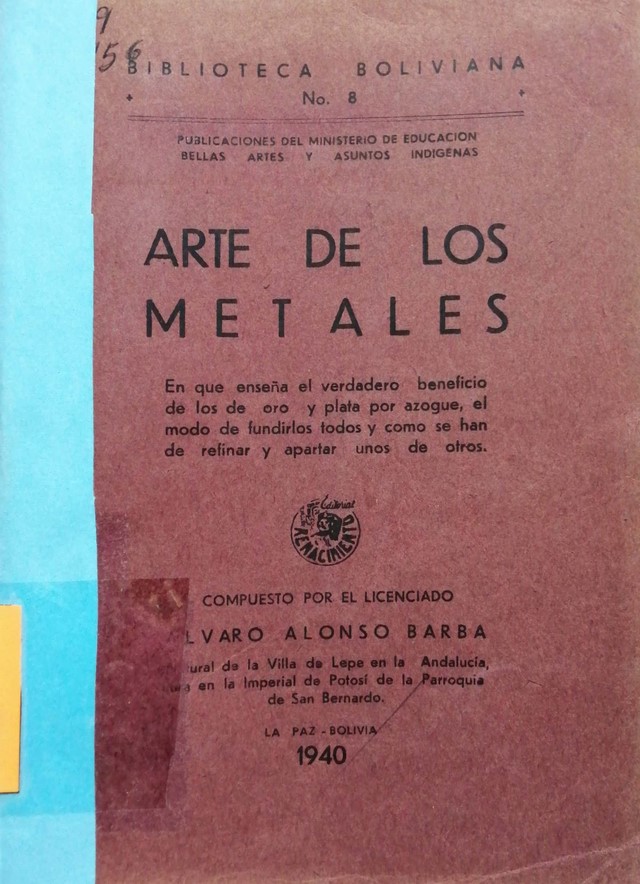 9
156
BIBLIOTECA BOLIVIANA
No. 8
PUBLICACIONES DEL MINISTERIO DE EDUCACION
BELLAS ARTES Y ASUNTOS INDIGENAS
ARTE DE LOS
METALES
En que enseña el verdadero beneficio
de los de oro y plata por azogue, el
modo de fundirlos todos y como se han
de refinar y apartar unos de otros.
Editorial
RENACIMIENTO
COMPUESTO POR EL LICENCIADO
LVARO ALONSO BARBA
ural de la Villa de Lepe en la Andalucía,
en la Imperial de Potosí de la Parroquia
de San Bernardo.
LA PAZ - BOLIVIA
1940